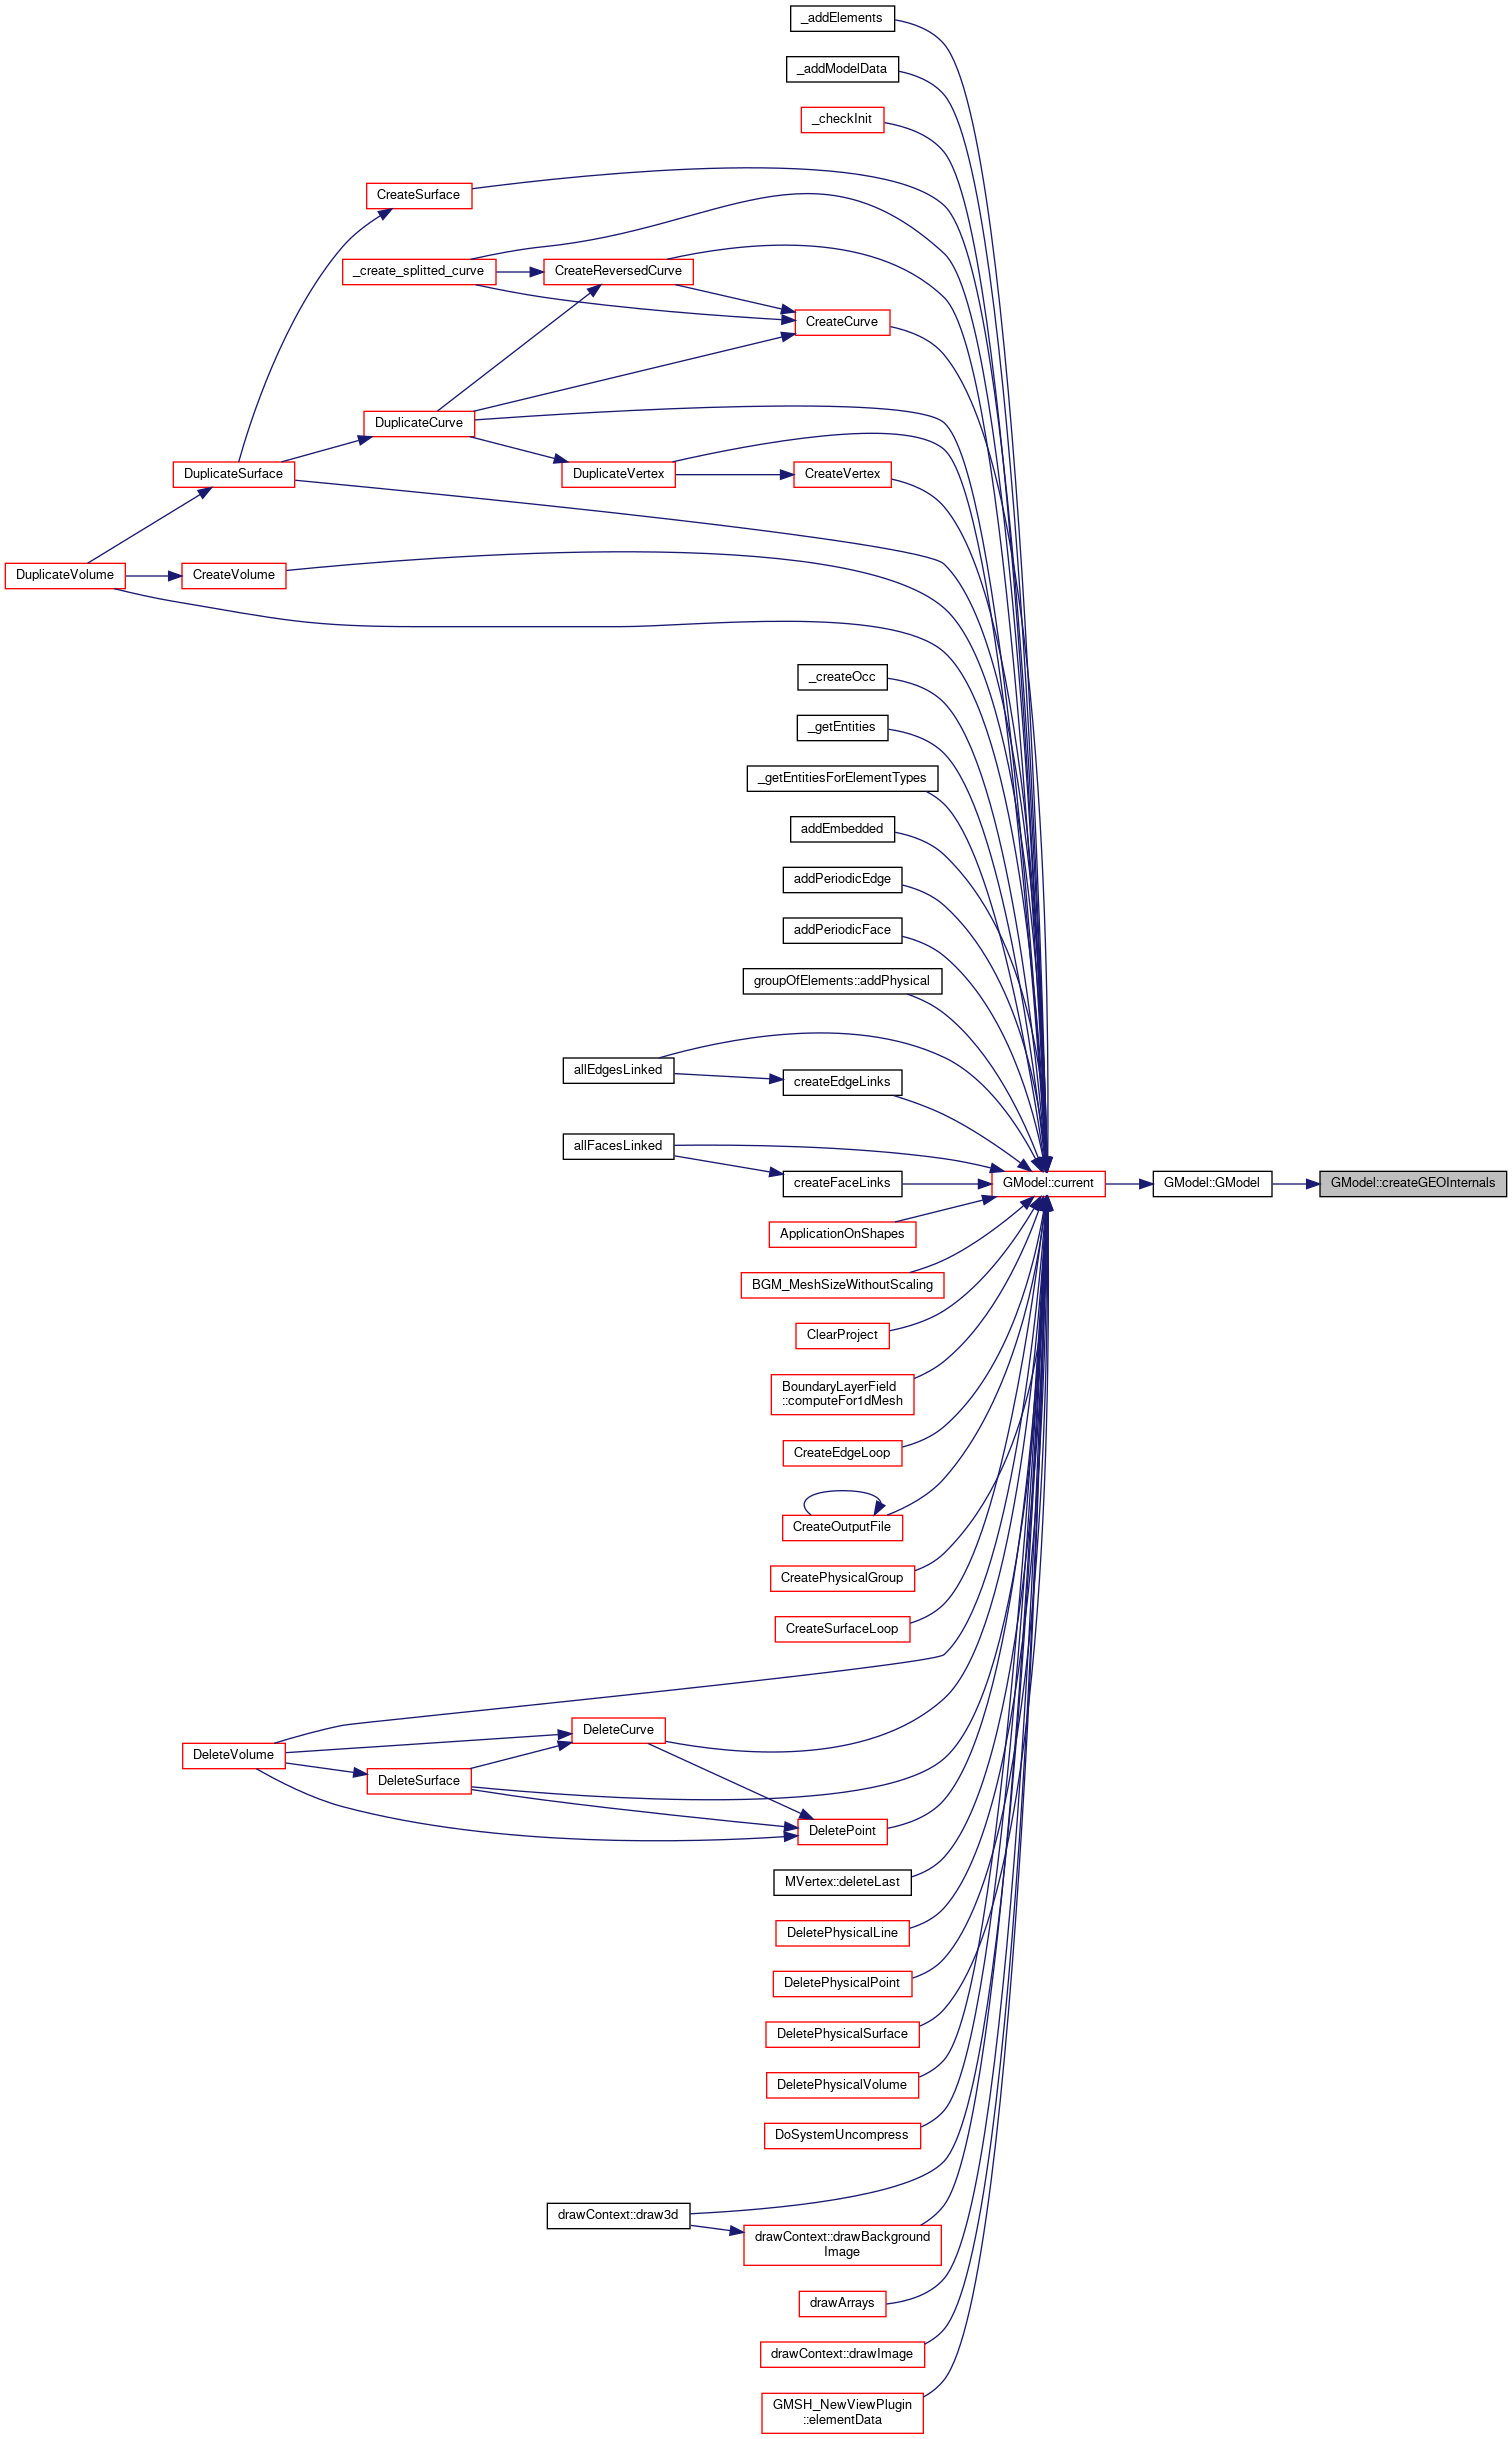 _addElements
_addModelData
_checkInit
CreateSurface
_create_splitted_curve
CreateReversedCurve
CreateCurve
DuplicateCurve
DuplicateSurface
DuplicateVertex
CreateVertex
DuplicateVolume
CreateVolume
_createOcc
_getEntities
_getEntitiesForElementTypes
addEmbedded
addPeriodicEdge
addPeriodicFace
groupOfElements::addPhysical
allEdgesLinked
createEdgeLinks
allFacesLinked
createFaceLinks
GModel::current
GModel::GModel
GModel::createGEOInternals
ApplicationOnShapes
BGM_MeshSizeWithoutScaling
ClearProject
BoundaryLayerField
::computeFor1dMesh
CreateEdgeLoop
CreateOutputFile
CreatePhysicalGroup
CreateSurfaceLoop
DeleteCurve
DeleteVolume
DeleteSurface
DeletePoint
MVertex::deleteLast
DeletePhysicalLine
DeletePhysicalPoint
DeletePhysicalSurface
DeletePhysicalVolume
DoSystemUncompress
drawContext::draw3d
drawContext::drawBackground
Image
drawArrays
drawContext::drawImage
GMSH_NewViewPlugin
::elementData